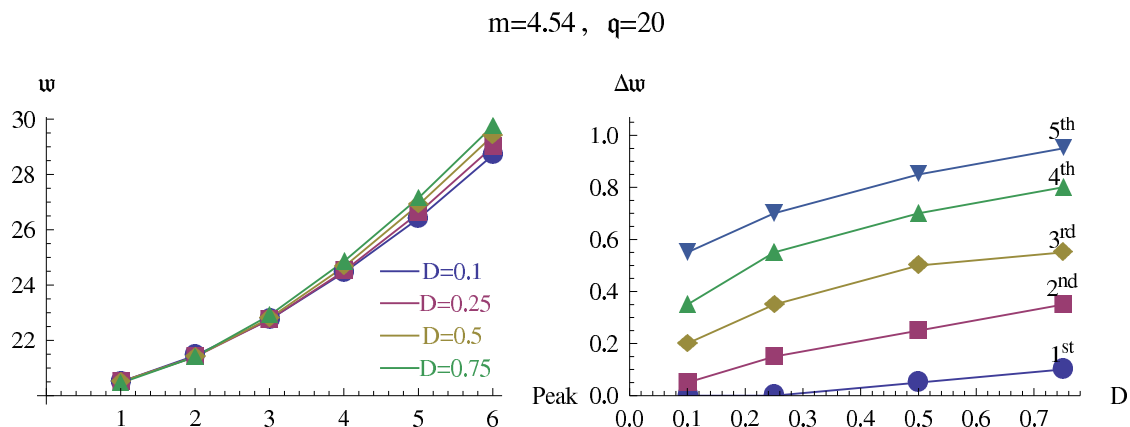 m=4.54 , 𝔮=20
𝔴
30
28
26
24
22
1 2 3 4 5 6
Peak
D=0.1
D=0.25
D=0.5
D=0.75
Δ𝔴
1.0
0.8
0.6
0.4
0.2
0.0
0.0 0.1 0.2 0.3 0.4 0.5 0.6 0.7
D
5th
4th
3rd
2nd
1st